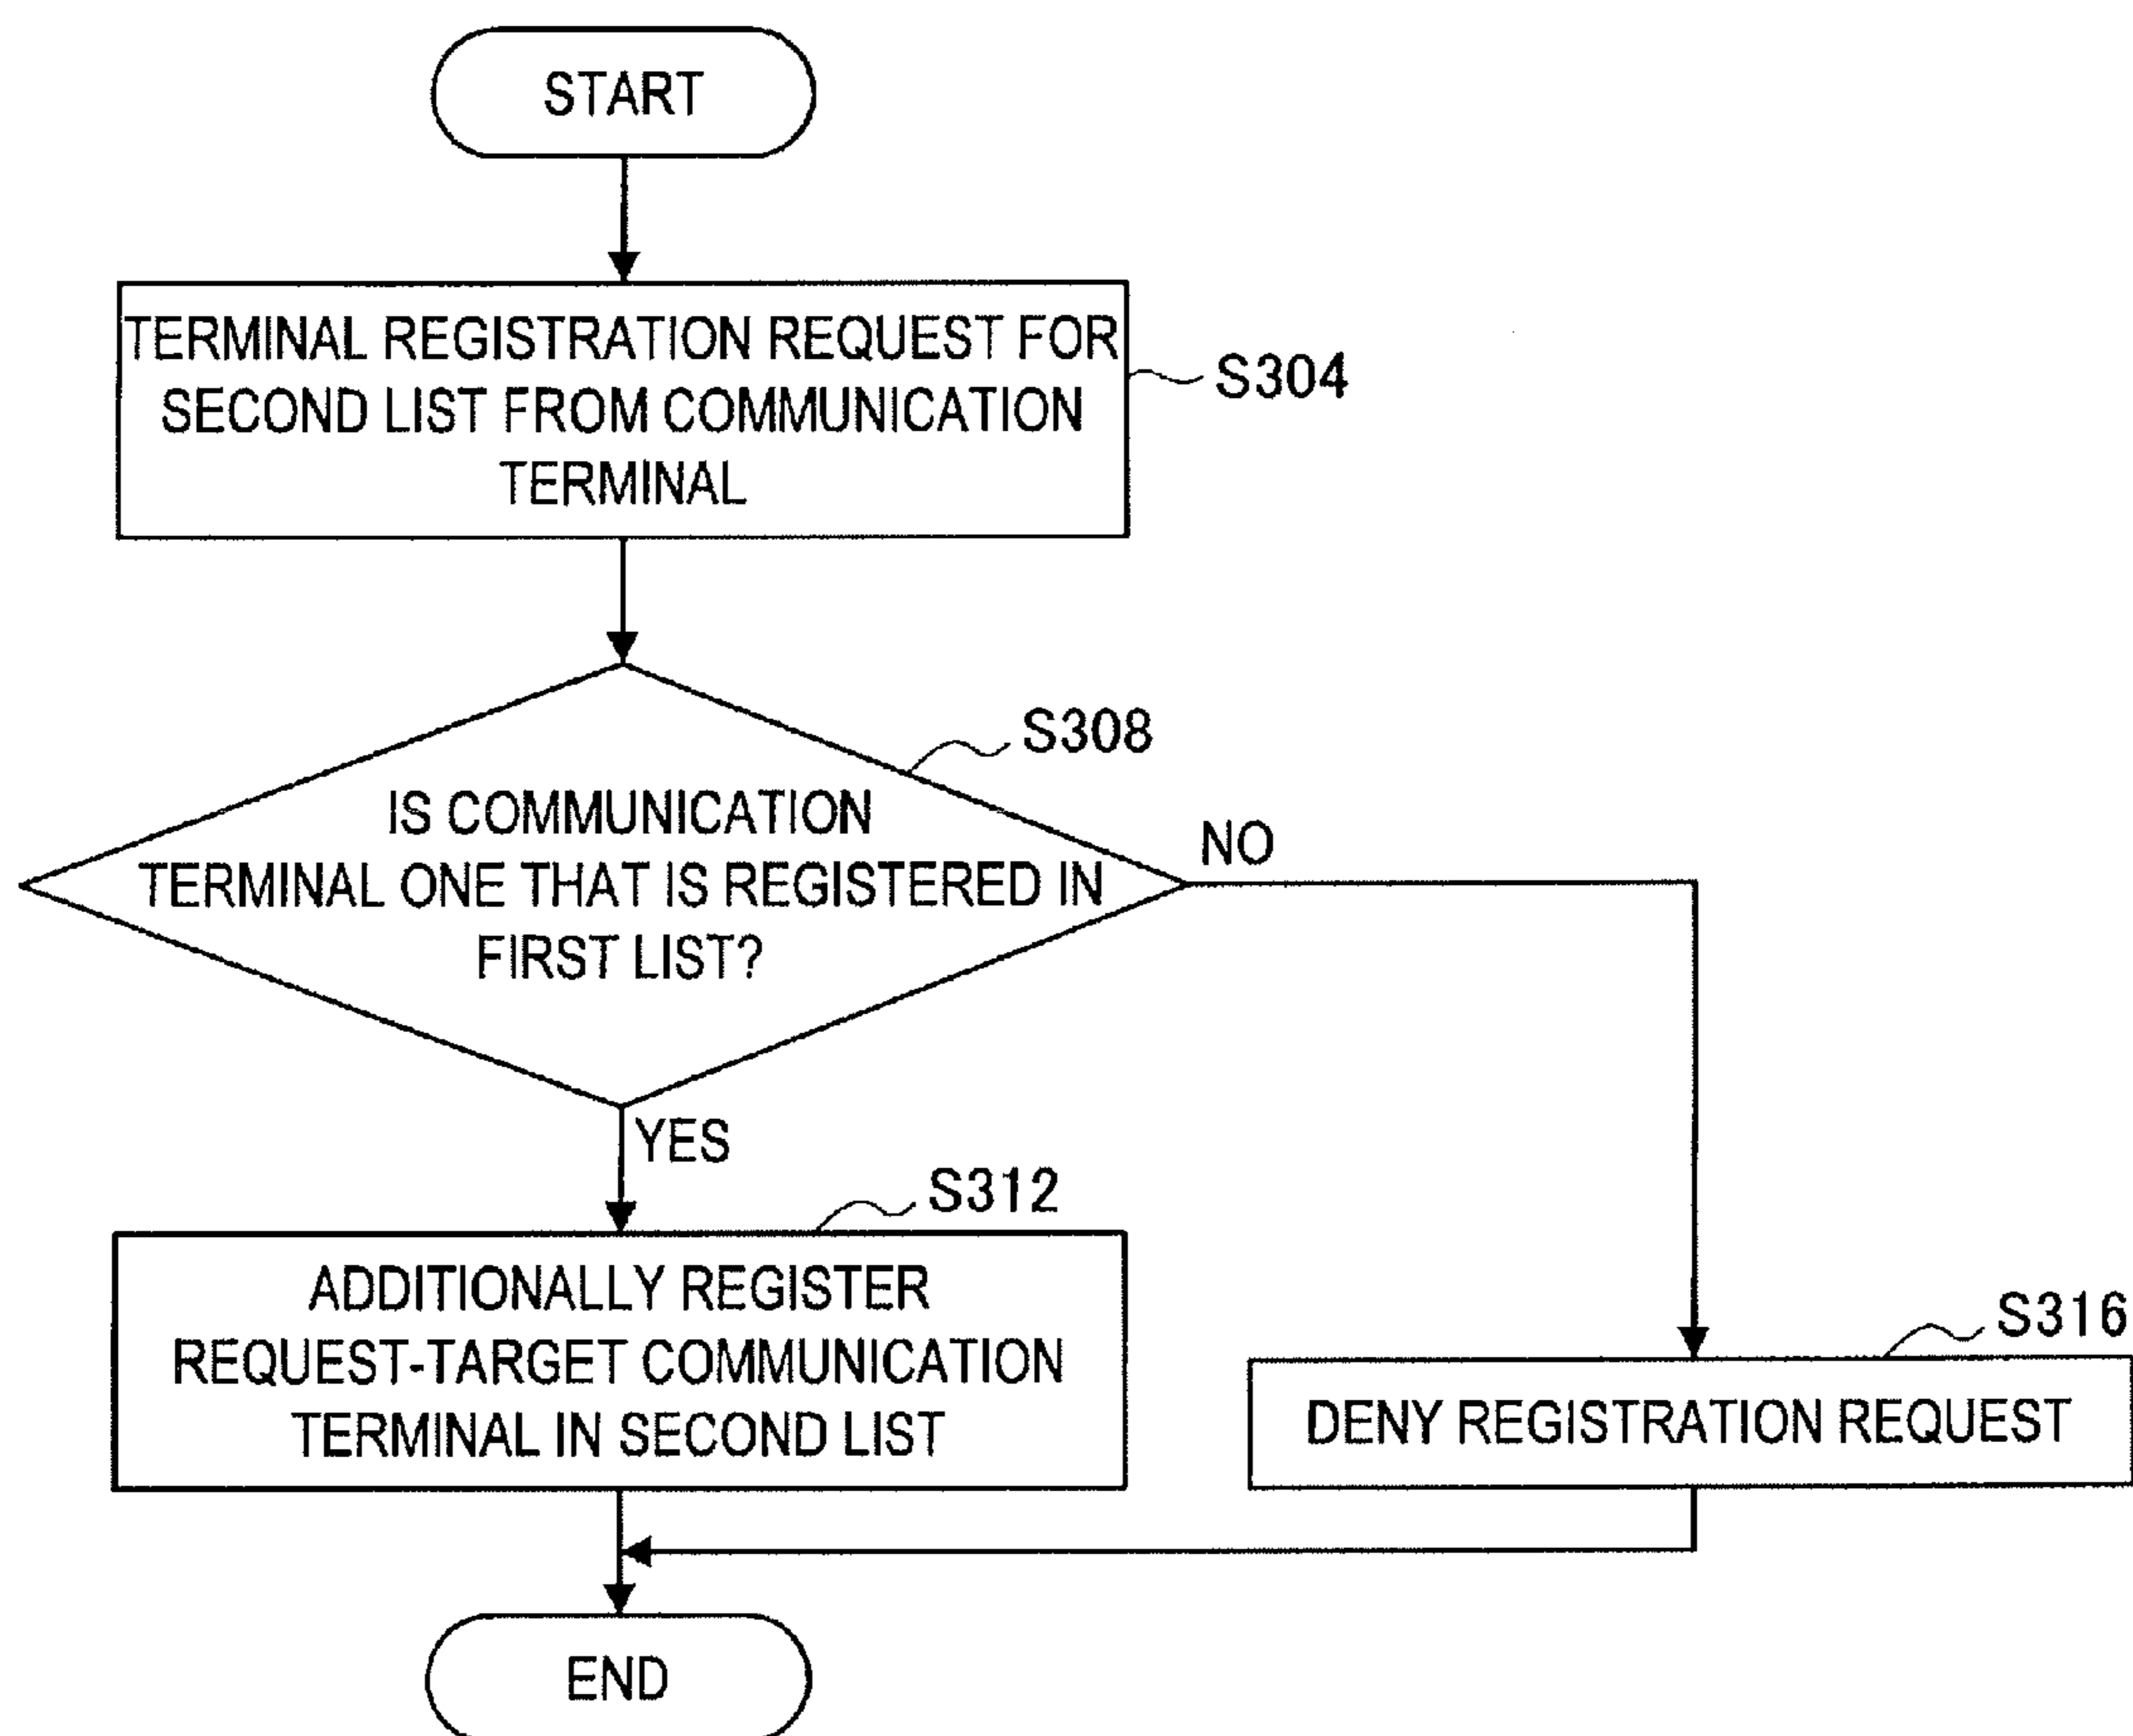 START
TERMINAL REGISTRATION REQUEST FOR
SECOND LIST FROM COMMUNICATION
TERMINAL
S304
S308
IS COMMUNICATION
TERMINAL ONE THAT IS REGISTERED IN
FIRST LIST?
NO
YES
S312
ADDITIONALLY REGISTER
REQUEST-TARGET COMMUNICATION
TERMINAL IN SECOND LIST
S316
DENY REGISTRATION REQUEST
END